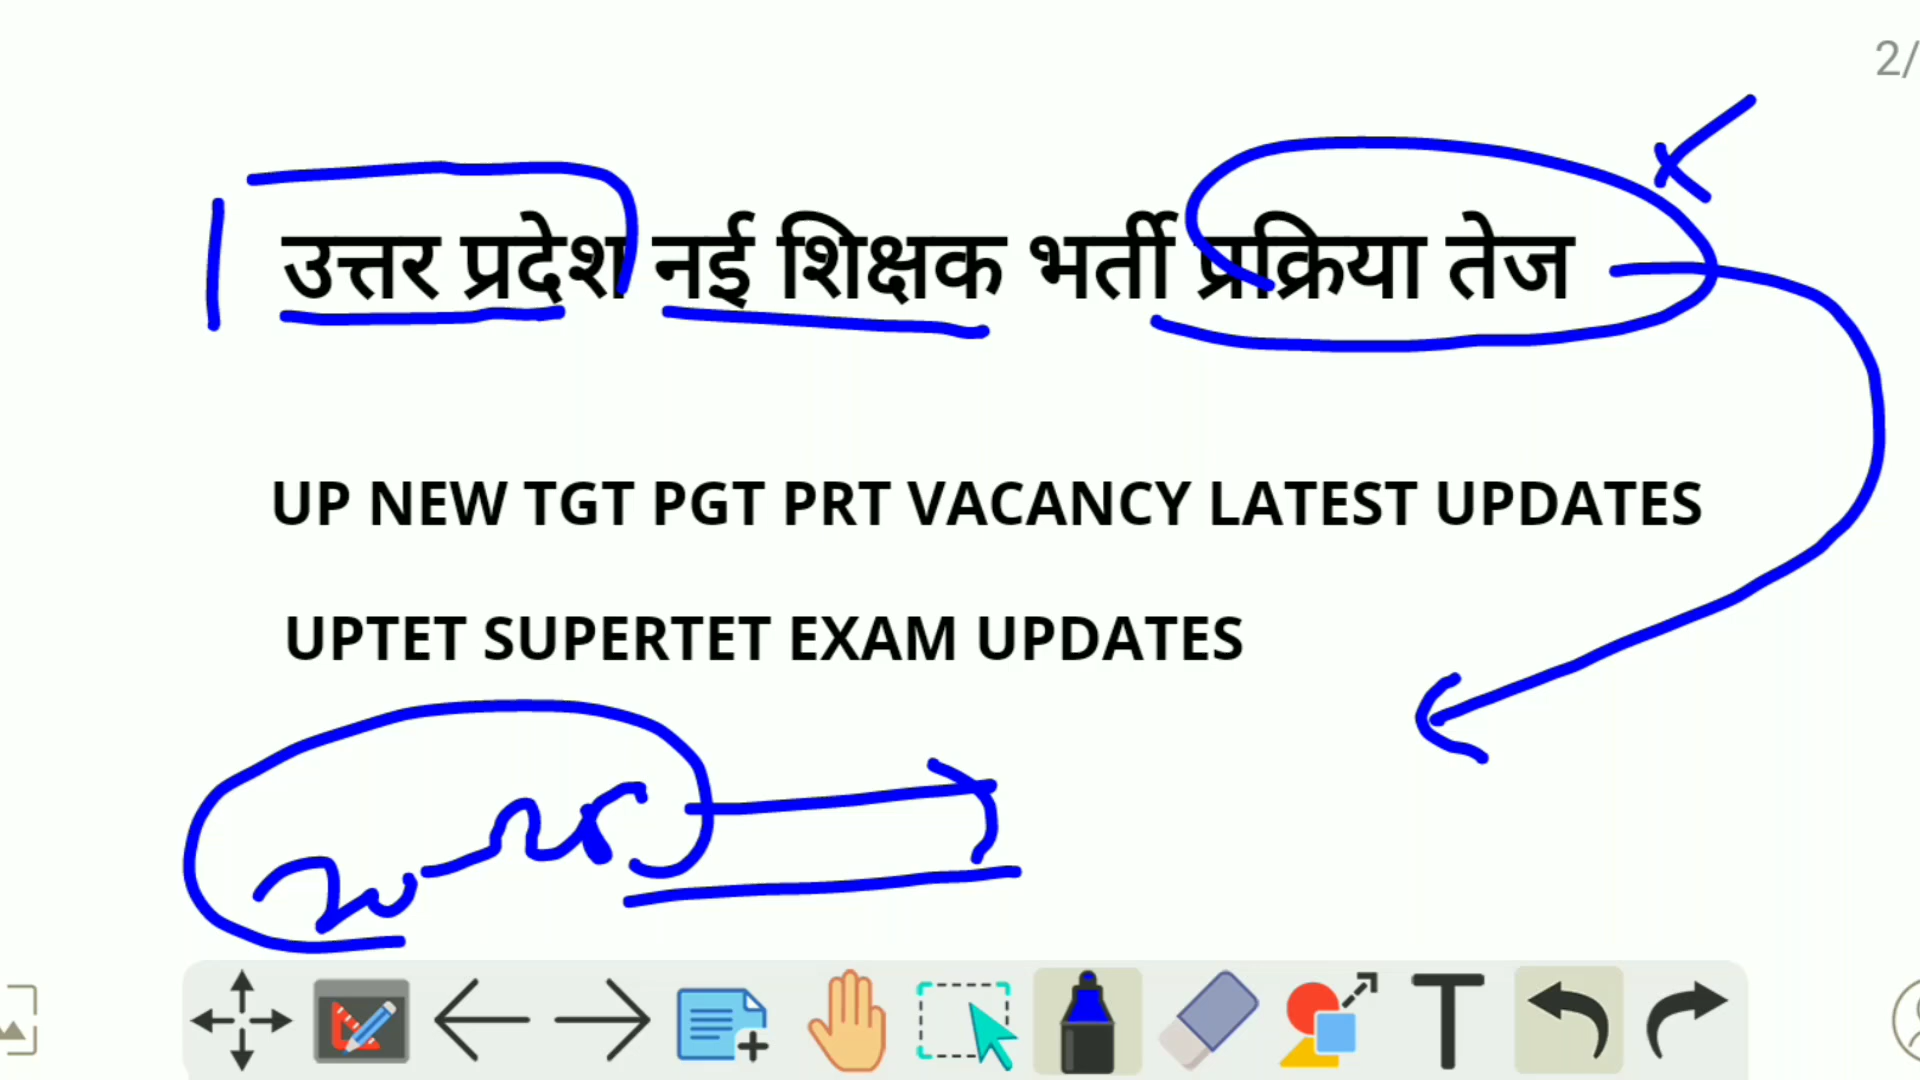 2/
उत्तर प्रदेश नई शिक्षक भर्ती प्रक्रिया तेज
UP NEW TGT PGT PRT VACANCY LATEST UPDATES
UPTET SUPERTET EXAM UPDATES